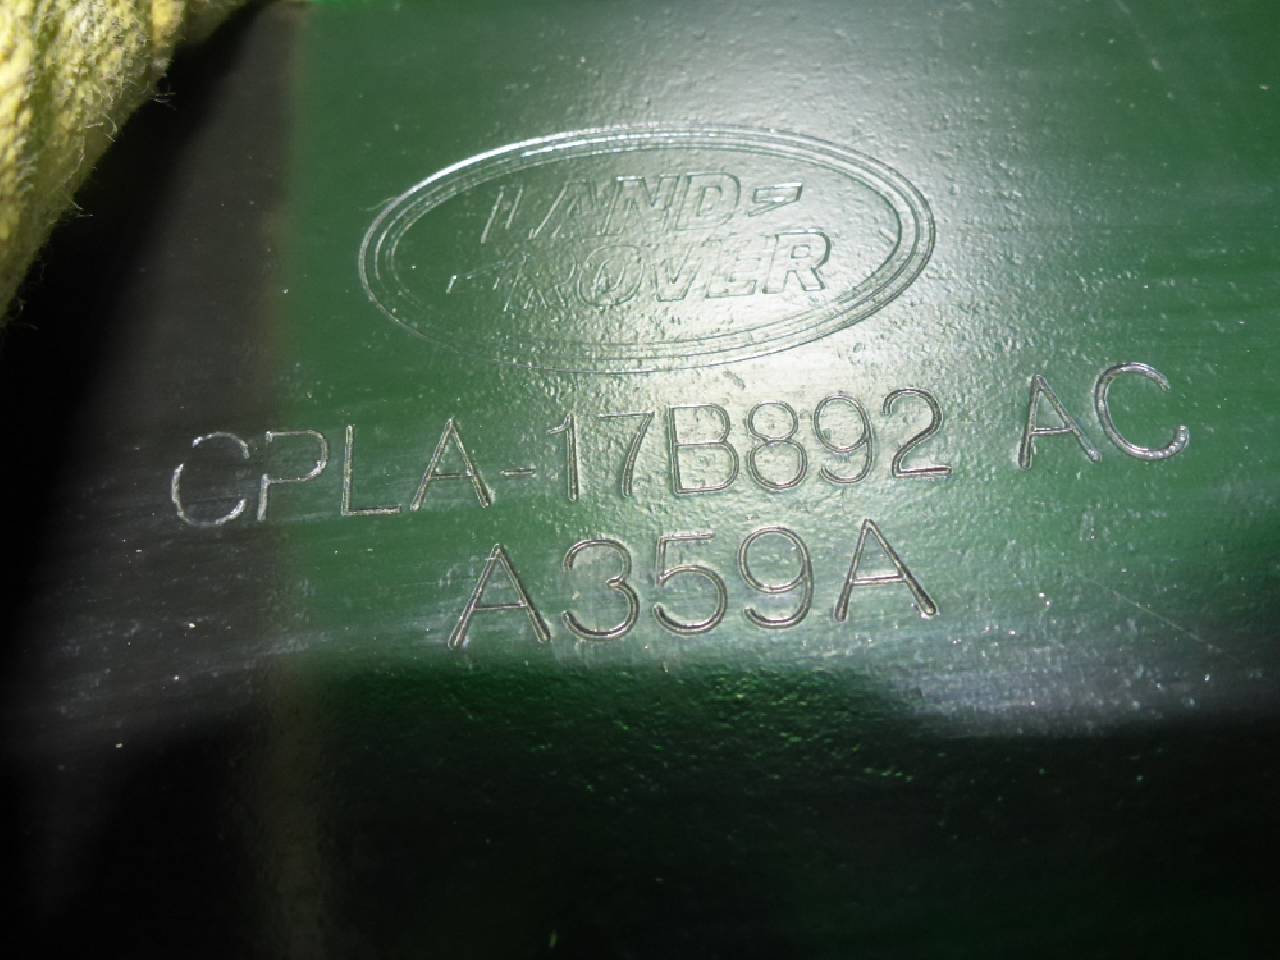 LAND-
-ROVER
CPLA-17B892 AC
A359A